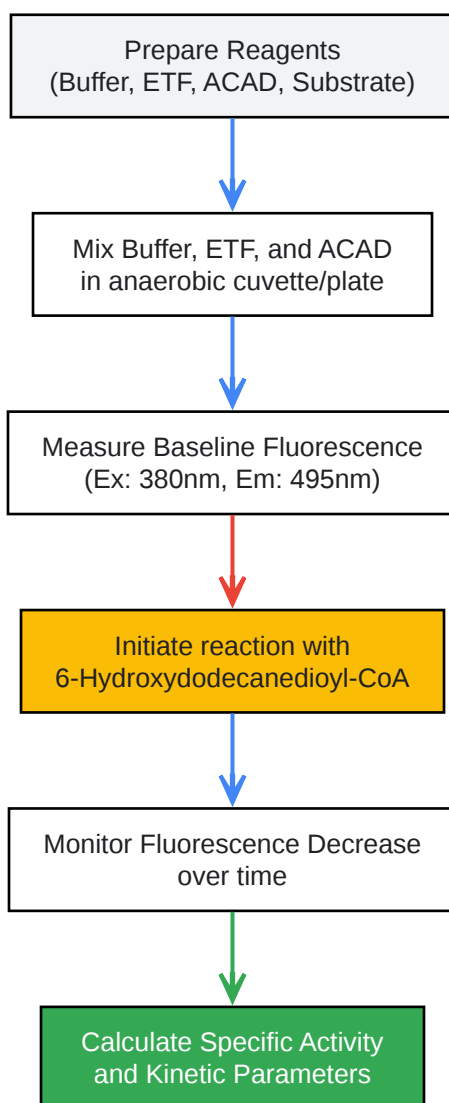 Prepare Reagents
(Buffer, ETF, ACAD, Substrate)
Mix Buffer, ETF, and ACAD
in anaerobic cuvette/plate
Measure Baseline Fluorescence
(Ex: 380nm, Em: 495nm)
Initiate reaction with
6-Hydroxydodecanedioyl-CoA
Monitor Fluorescence Decrease
over time
Calculate Specific Activity
and Kinetic Parameters